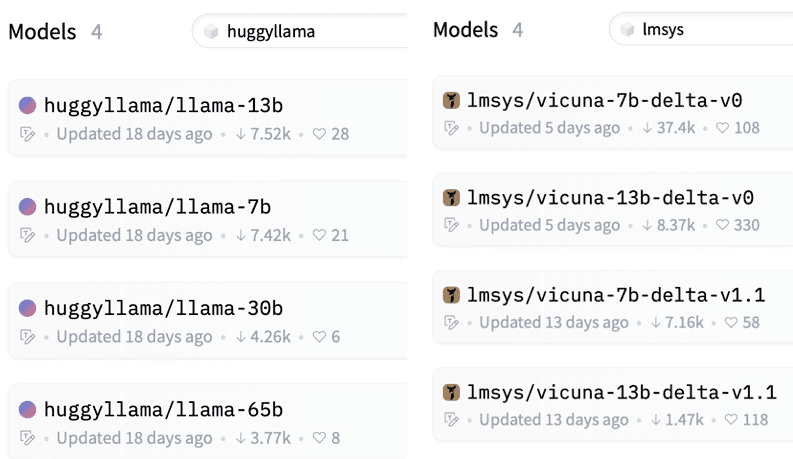 Models 4
huggyllama
huggyllama/llama-13b
Updated 18 days ago • 7.52k • 28
huggyllama/llama-7b
Updated 18 days ago • 7.42k • 21
huggyllama/llama-30b
Updated 18 days ago • 4.26k • 6
huggyllama/llama-65b
Updated 18 days ago • 3.77k • 8
Models 4
lmsys
lmsys/vicuna-7b-delta-v0
Updated 5 days ago • 37.4k • 108
lmsys/vicuna-13b-delta-v0
Updated 5 days ago • 8.37k • 330
lmsys/vicuna-7b-delta-v1.1
Updated 13 days ago • 7.16k • 58
lmsys/vicuna-13b-delta-v1.1
Updated 13 days ago • 1.47k • 118